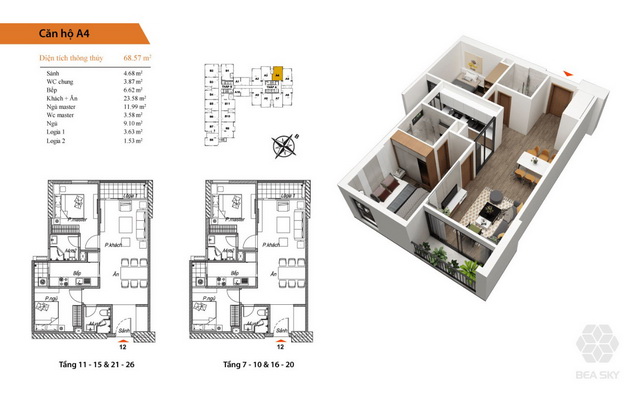 Căn hộ A4
Diện tích thông thủy 68.57 m²
Sảnh 4.68 m²
WC chung 3.87 m²
Bếp 6.62 m²
Khách + Ăn 23.58 m²
Ngủ master 11.99 m²
Wc master 3.58 m²
Ngủ 9.10 m²
Logia 1 3.63 m²
Logia 2 1.53 m²
Logia 1
P.master
P.khách
Bếp
Ăn
P.ngủ
Sảnh
12
Tầng 11 - 15 & 21 - 26
Logia 1
P.master
P.khách
Bếp
Ăn
P.ngủ
Sảnh
12
Tầng 7 - 10 & 16 - 20
BEA SKY